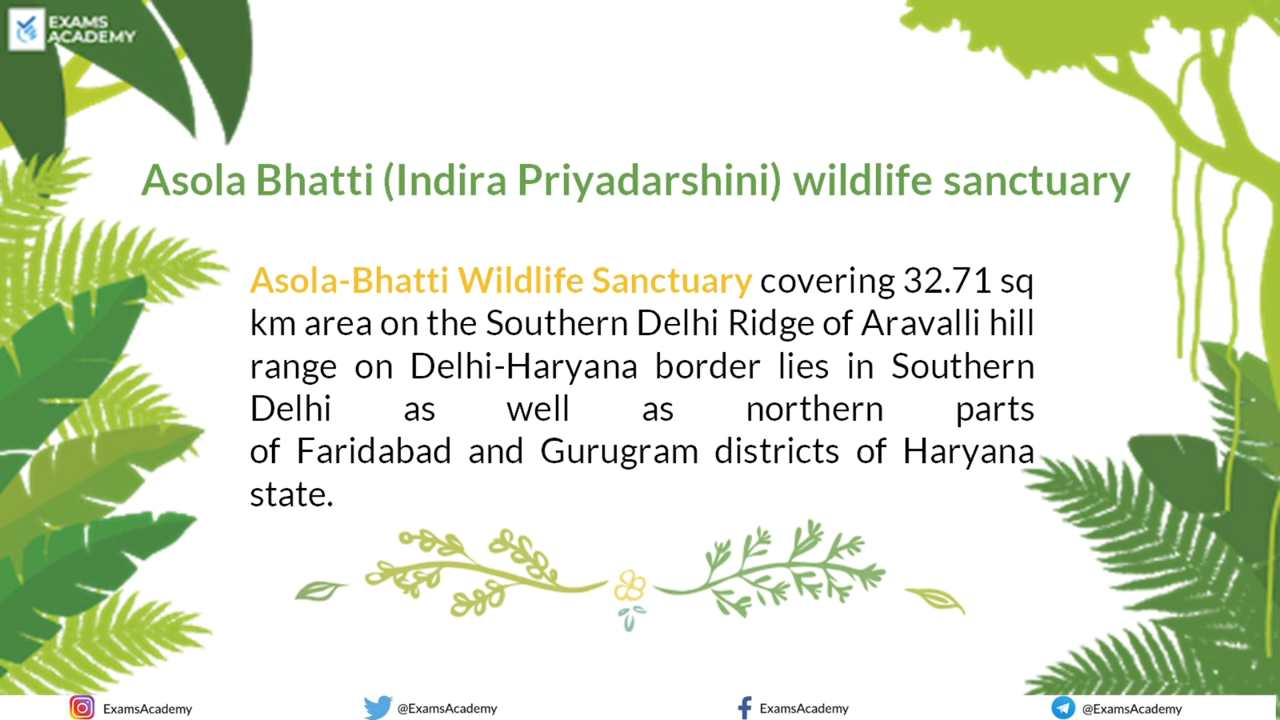 EXAMS
ACADEMY
Asola Bhatti (Indira Priyadarshini) wildlife sanctuary
Asola-Bhatti Wildlife Sanctuary covering 32.71 sq
km area on the Southern Delhi Ridge of Aravalli hill
range on Delhi-Haryana border lies in Southern
Delhi as well as northern parts
of Faridabad and Gurugram districts of Haryana
state.
ExamsAcademy
@ExamsAcademy
ExamsAcademy
@ExamsAcademy